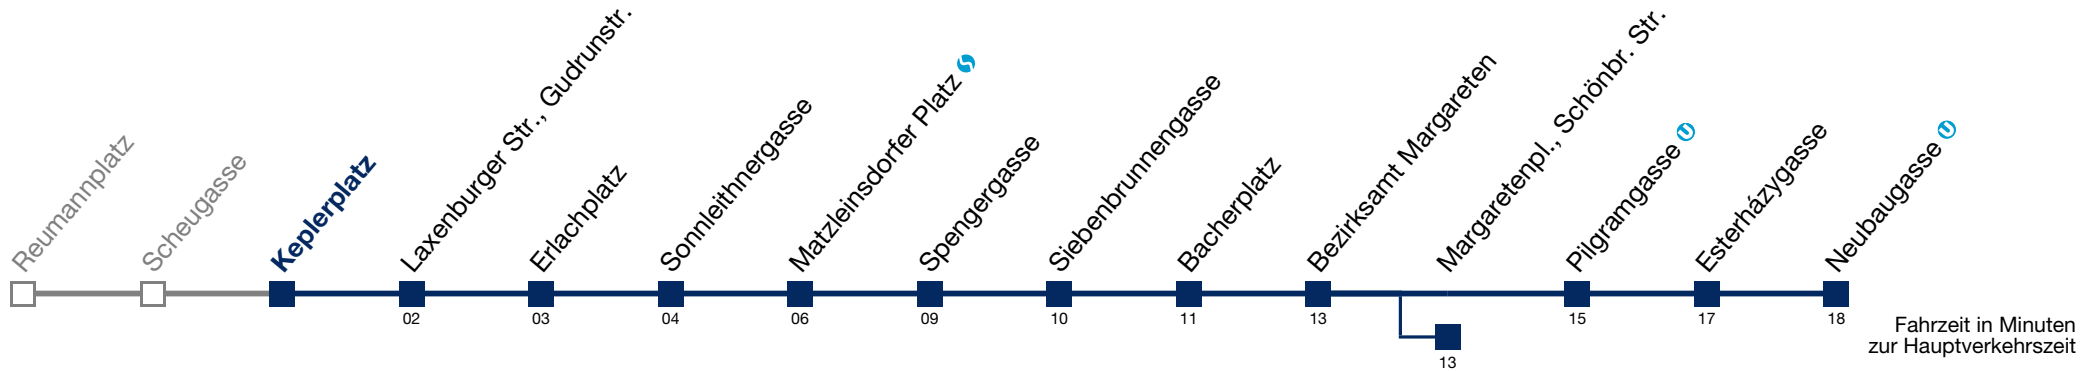 Reumannplatz
Scheugasse
Keplerplatz
Laxenburger Str., Gudrunstr.
Erlachplatz
Sonnleithnergasse
Matzleinsdorfer Platz
Spengergasse
Siebenbrunnengasse
Bacherplatz
Bezirksamt Margareten
Margaretenpl., Schönbr. Str.
Pilgramgasse
Esterházygasse
Neubaugasse
02 03 04 06 09 10 11 13 15 17 18
13
Fahrzeit in Minuten
zur Hauptverkehrszeit